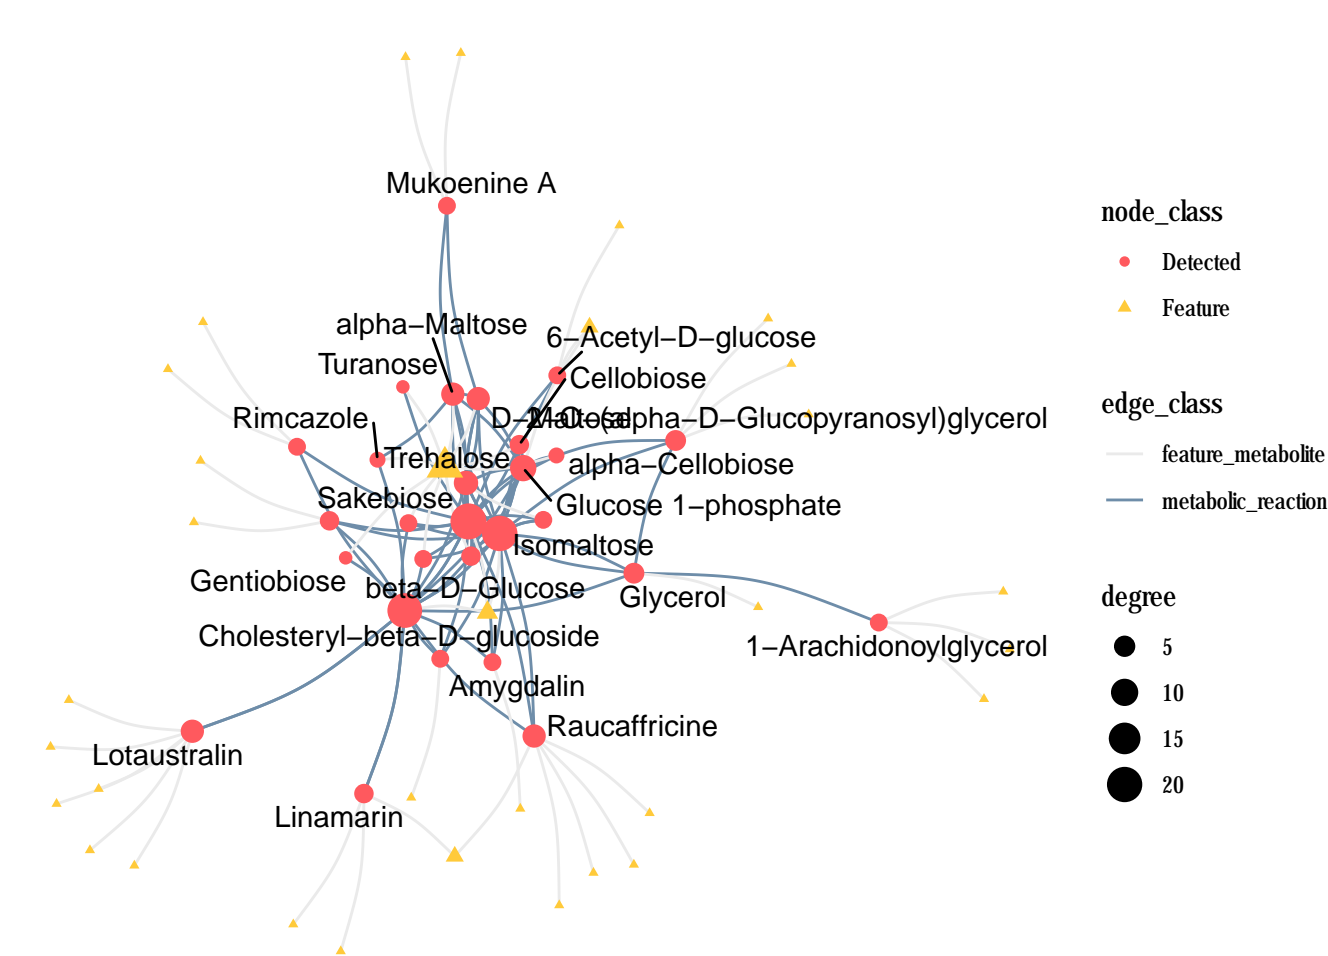 Mukoenine A
node_class
Detected
Feature
alpha−Maltose
6−Acetyl−D−glucose
Turanose
Cellobiose
edge_class
Rimcazole
D−Maltose
2−O−(alpha−D−Glucopyranosyl)glycerol
feature_metabolite
Trehalose
alpha−Cellobiose
Sakebiose
Glucose 1−phosphate
metabolic_reaction
Isomaltose
Gentiobiose
beta−D−Glucose
Glycerol
degree
Cholesteryl−beta−D−glucoside
1−Arachidonoylglycerol
5
Amygdalin
10
Raucaffricine
15
Lotaustralin
20
Linamarin